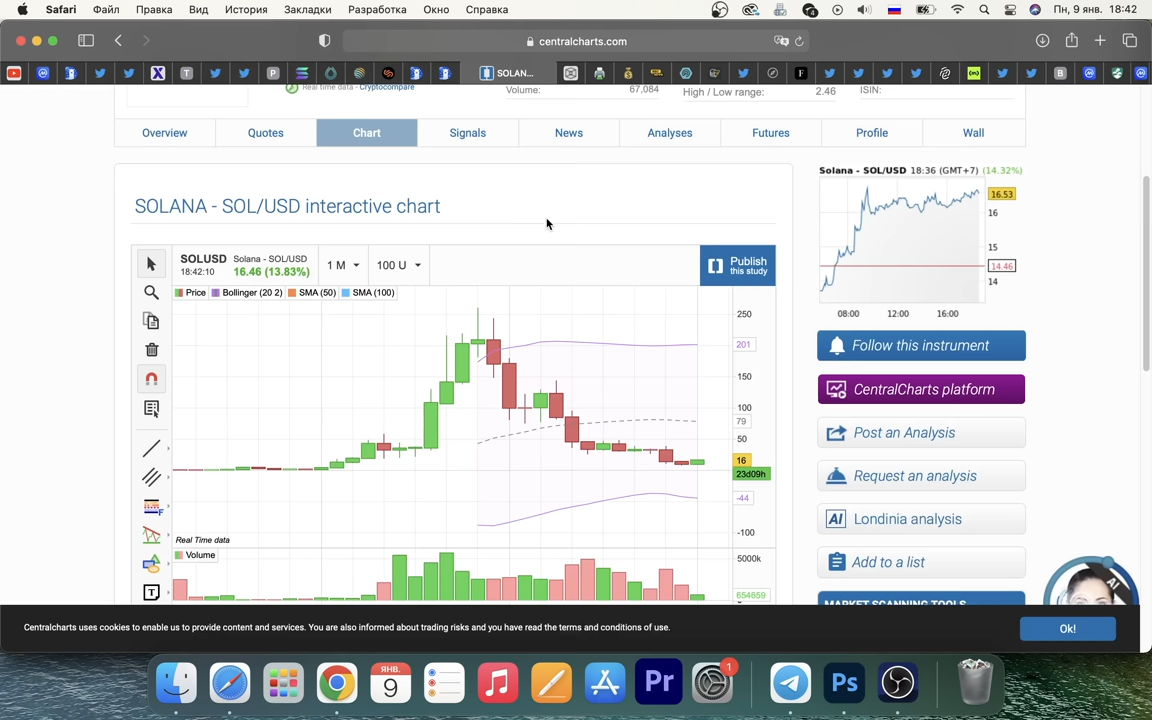 Safari Файл Правка Вид История Закладки Разработка Окно Справка Пн, 9 янв. 18:42
centralcharts.com
SOLAN...
Real time data - Cryptocompare
Volume: 67,084
High / Low range: 2.46
ISIN:
Overview Quotes Chart Signals News Analyses Futures Profile Wall
SOLANA - SOL/USD interactive chart
SOLUSD Solana - SOL/USD
18:42:10 16.46 (13.83%)
1 M 100 U
Publish
this study
Price Bollinger (20 2) SMA (50) SMA (100)
250
201
150
100
79
50
16
23d09h
-44
-100
Real Time data
Volume
5000k
654659
Solana - SOL/USD 18:36 (GMT+7) (14.32%)
16.53
16
15
14.46
14
08:00 12:00 16:00
Follow this instrument
CentralCharts platform
Post an Analysis
Request an analysis
AI Londinia analysis
Add to a list
MARKET SCANNING TOOLS
AI
Centralcharts uses cookies to enable us to provide content and services. You are also informed about trading risks and you have read the terms and conditions of use.
Ok!
ЯНВ.
9
Pr
1
Ps